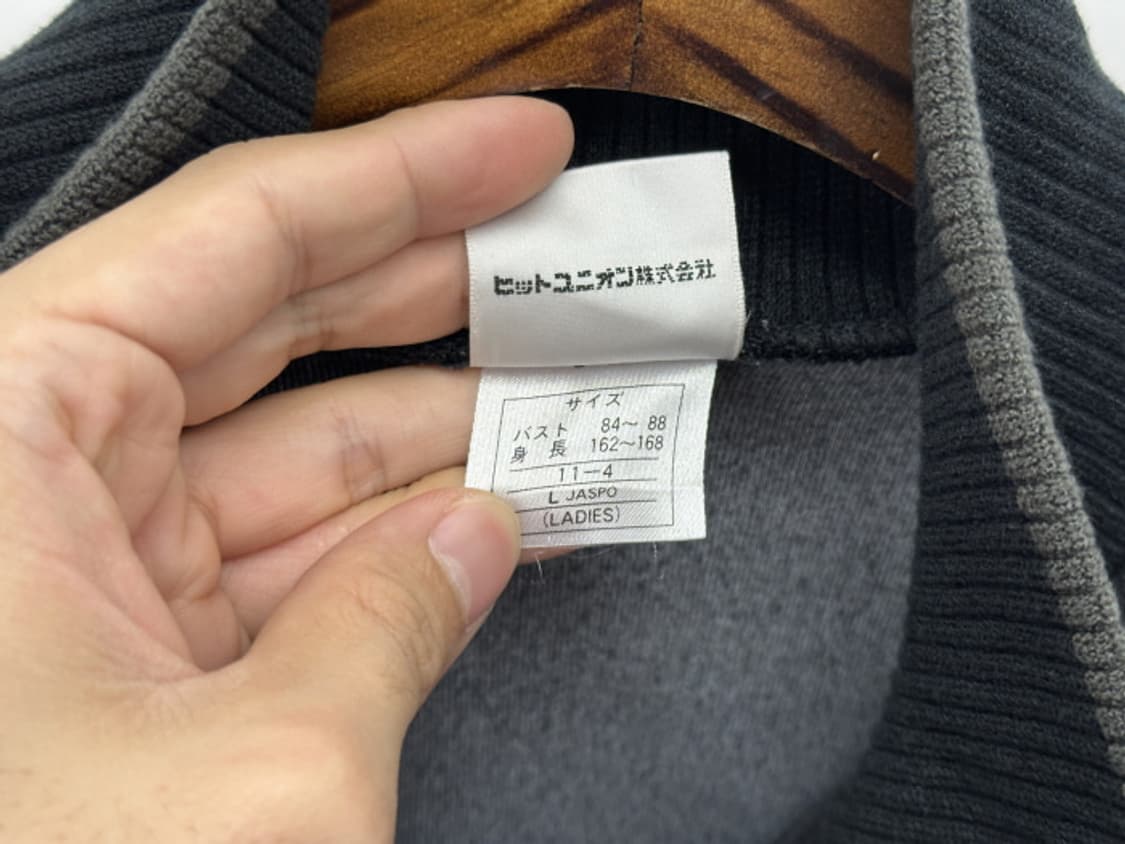 ヒットユニオン株式会社
サイズ
バスト 84～ 88
身 長 162～168
11－4
L JASPO
(LADIES)